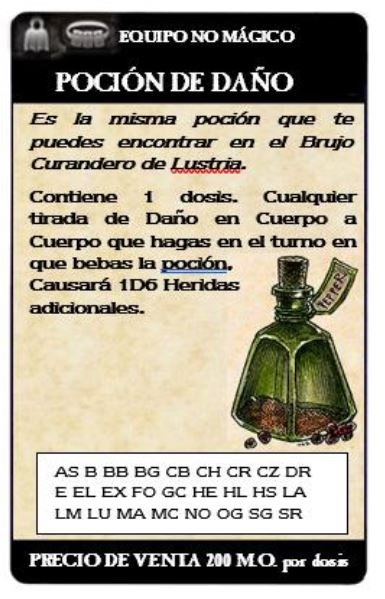 EQUIPO NO MÁGICO
POCIÓN DE DAÑO
Es la misma poción que te
puedes encontrar en el Brujo
Curandero de Lustria.
Contiene 1 dosis. Cualquier
tirada de Daño en Cuerpo a
Cuerpo que hagas en el turno en
que bebas la poción,
Causará 1D6 Heridas
adicionales.
PEPPER
AS B BB BG CB CH CR CZ DR
E EL EX FO GC HE HL HS LA
LM LU MA MC NO OG SG SR
PRECIO DE VENTA 200 M.O. por dosis